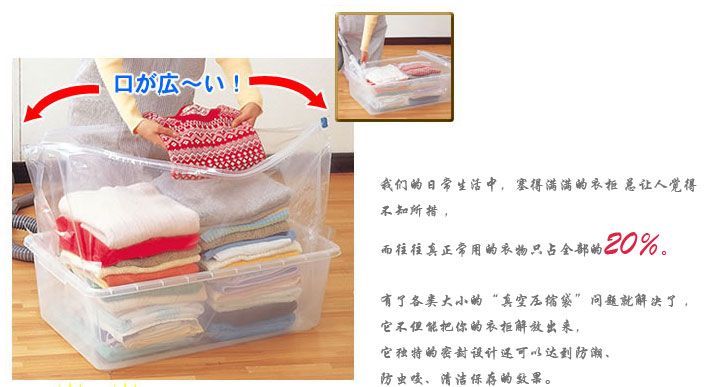 口が広～い！
我们的日常生活中，塞得满满的衣柜 总让人觉得
不知所措，
而往往真正常用的衣物只占全部的20%。
有了各类大小的“真空压缩袋”问题就解决了，
它不但能把你的衣柜解放出来，
它独特的密封设计还可以达到防潮、
防虫咬、清洁保存的效果。